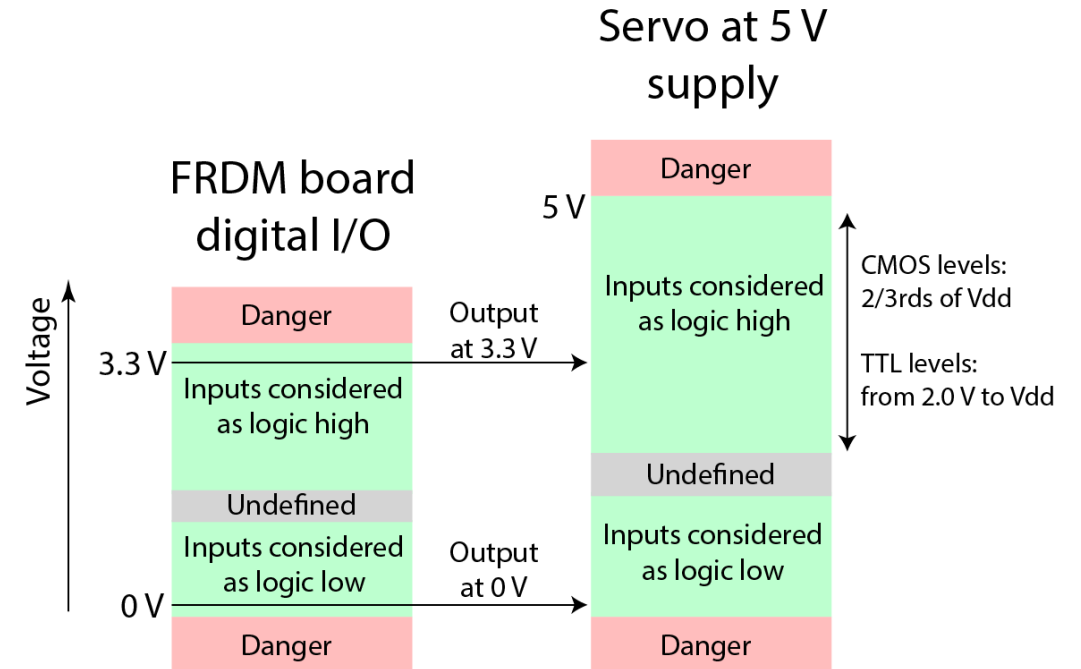 Servo at 5 V
supply
FRDM board
digital I/O
Voltage
Danger
3.3 V
Inputs considered
as logic high
Undefined
Inputs considered
as logic low
0 V
Danger
Output
at 3.3 V
Output
at 0 V
Danger
5 V
Inputs considered
as logic high
Undefined
Inputs considered
as logic low
Danger
CMOS levels:
2/3rds of Vdd
TTL levels:
from 2.0 V to Vdd